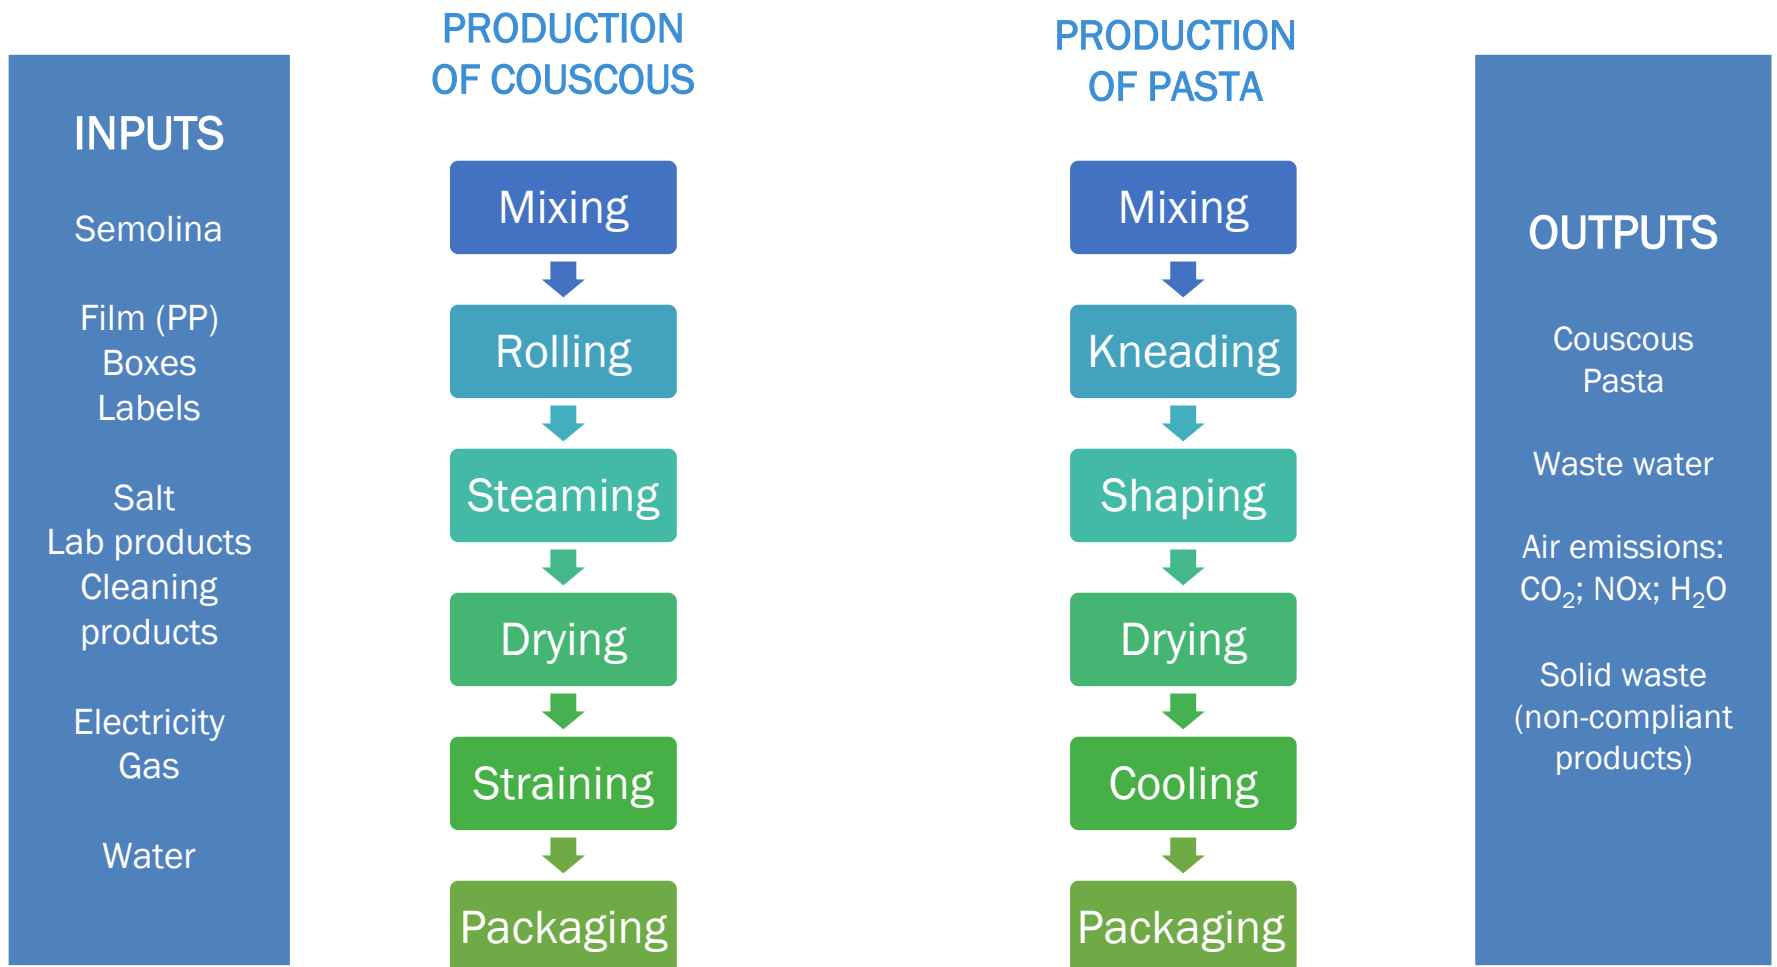 INPUTS
Semolina
Film (PP)
Boxes
Labels
Salt
Lab products
Cleaning
products
Electricity
Gas
Water
PRODUCTION
OF COUSCOUS
Mixing
Rolling
Steaming
Drying
Straining
Packaging
PRODUCTION
OF PASTA
Mixing
Kneading
Shaping
Drying
Cooling
Packaging
OUTPUTS
Couscous
Pasta
Waste water
Air emissions:
CO₂; NOx; H₂O
Solid waste
(non-compliant
products)